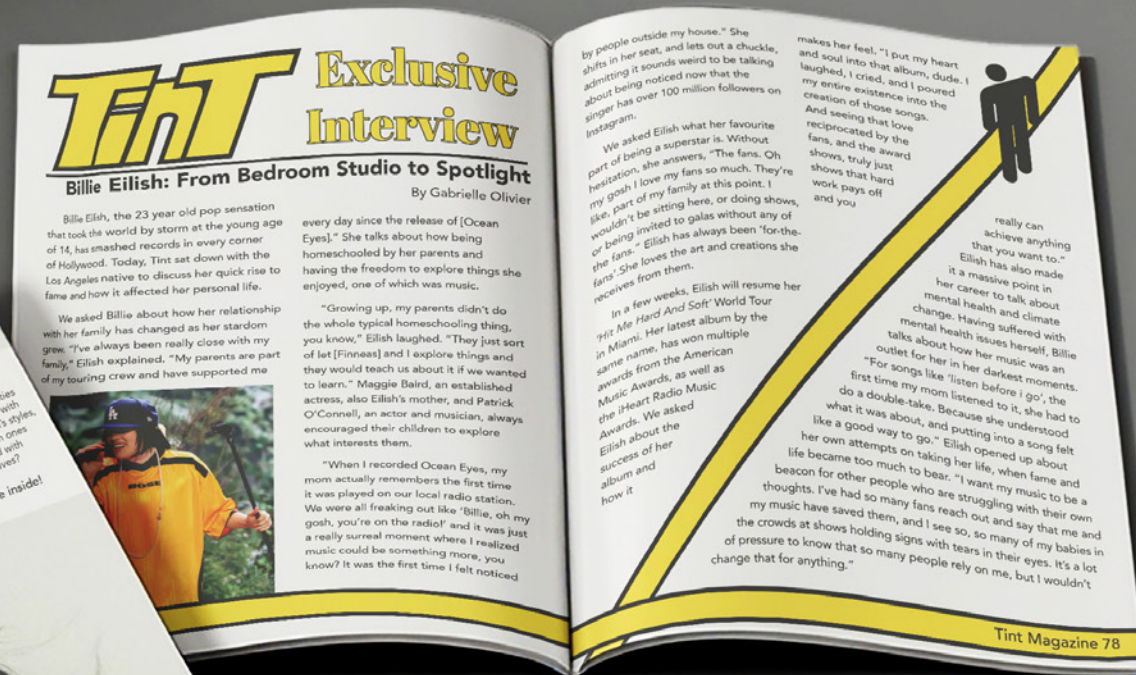 TinT
Exclusive
Interview
Billie Eilish: From Bedroom Studio to Spotlight
By Gabrielle Olivier
Billie Eilish, the 23 year old pop sensation
that took the world by storm at the young age
of 14, has smashed records in every corner
of Hollywood. Today, Tint sat down with the
Los Angeles native to discuss her quick rise to
fame and how it affected her personal life.
We asked Billie about how her relationship
with her family has changed as her stardom
grew. "I've always been really close with my
family," Eilish explained. "My parents are part
of my touring crew and have supported me
every day since the release of [Ocean
Eyes]." She talks about how being
homeschooled by her parents and
having the freedom to explore things she
enjoyed, one of which was music.
"Growing up, my parents didn't do
the whole typical homeschooling thing,
you know," Eilish laughed. "They just sort
of let [Finneas] and I explore things and
they would teach us about it if we wanted
to learn." Maggie Baird, an established
actress, also Eilish's mother, and Patrick
O'Connell, an actor and musician, always
encouraged their children to explore
what interests them.
"When I recorded Ocean Eyes, my
mom actually remembers the first time
it was played on our local radio station.
We were all freaking out like 'Billie, oh my
gosh, you're on the radio!' and it was just
a really surreal moment where I realized
music could be something more, you
know? It was the first time I felt noticed
by people outside my house." She
shifts in her seat, and lets out a chuckle,
admitting it sounds weird to be talking
about being noticed now that the
singer has over 100 million followers on
Instagram.
We asked Eilish what her favourite
part of being a superstar is. Without
hesitation, she answers, "The fans. Oh
my gosh I love my fans so much. They're
like, part of my family at this point. I
wouldn't be sitting here, or doing shows,
or being invited to galas without any of
the fans." Eilish has always been 'for-the-
fans'.She loves the art and creations she
receives from them.
In a few weeks, Eilish will resume her
'Hit Me Hard And Soft' World Tour
in Miami. Her latest album by the
same name, has won multiple
awards from the American
Music Awards, as well as
the iHeart Radio Music
Awards. We asked
Eilish about the
success of her
album and
how it
makes her feel. "I put my heart
and soul into that album, dude. I
laughed, I cried, and I poured
my entire existence into the
creation of those songs.
And seeing that love
reciprocated by the
fans, and the award
shows, truly just
shows that hard
work pays off
and you
really can
achieve anything
that you want to."
Eilish has also made
it a massive point in
her career to talk about
mental health and climate
change. Having suffered with
mental health issues herself, Billie
talks about how her music was an
outlet for her in her darkest moments.
"For songs like 'listen before i go', the
first time my mom listened to it, she had to
do a double-take. Because she understood
what it was about, and putting into a song felt
like a good way to go." Eilish opened up about
her own attempts on taking her life, when fame and
life became too much to bear. "I want my music to be a
beacon for other people who are struggling with their own
thoughts. I've had so many fans reach out and say that me and
my music have saved them, and I see so, so many of my babies in
the crowds at shows holding signs with tears in their eyes. It's a lot
of pressure to know that so many people rely on me, but I wouldn't
change that for anything."
Tint Magazine 78
with
styles,
ones
with
inside!